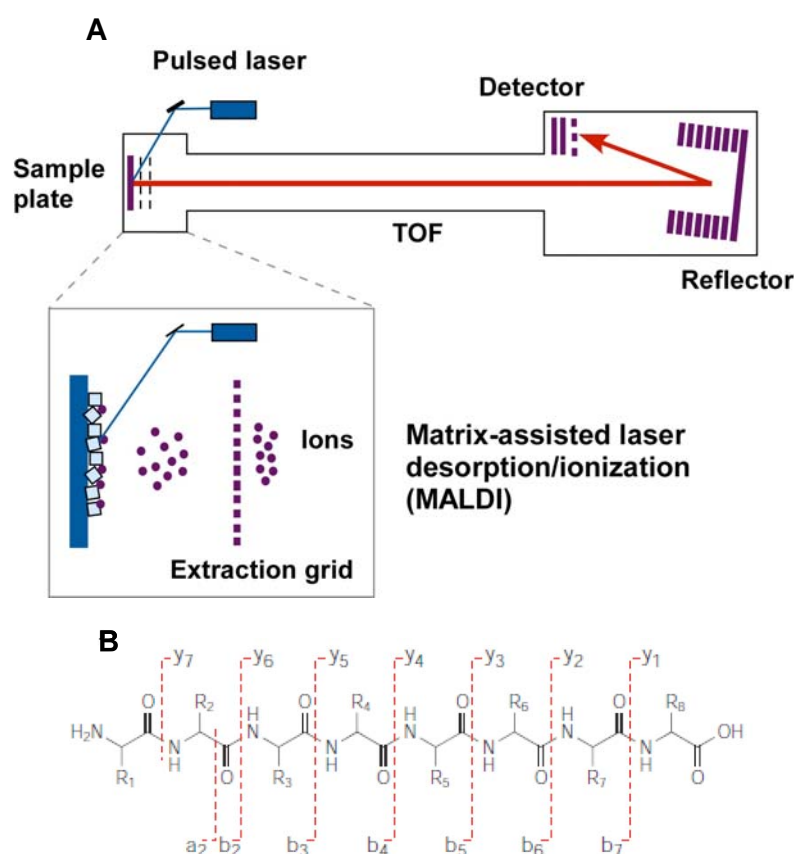 A
Pulsed laser
Detector
Sample
plate
TOF
Reflector
Ions
Extraction grid
Matrix-assisted laser
desorption/ionization
(MALDI)
B
y₇ y₆ y₅ y₄ y₃ y₂ y₁
O R₂ H N O R₄ H N O R₆ H N O R₈
H₂N N H O N H O N H O N H OH
R₁ R₃ R₅ R₇ O
a₂ b₂ b₃ b₄ b₅ b₆ b₇